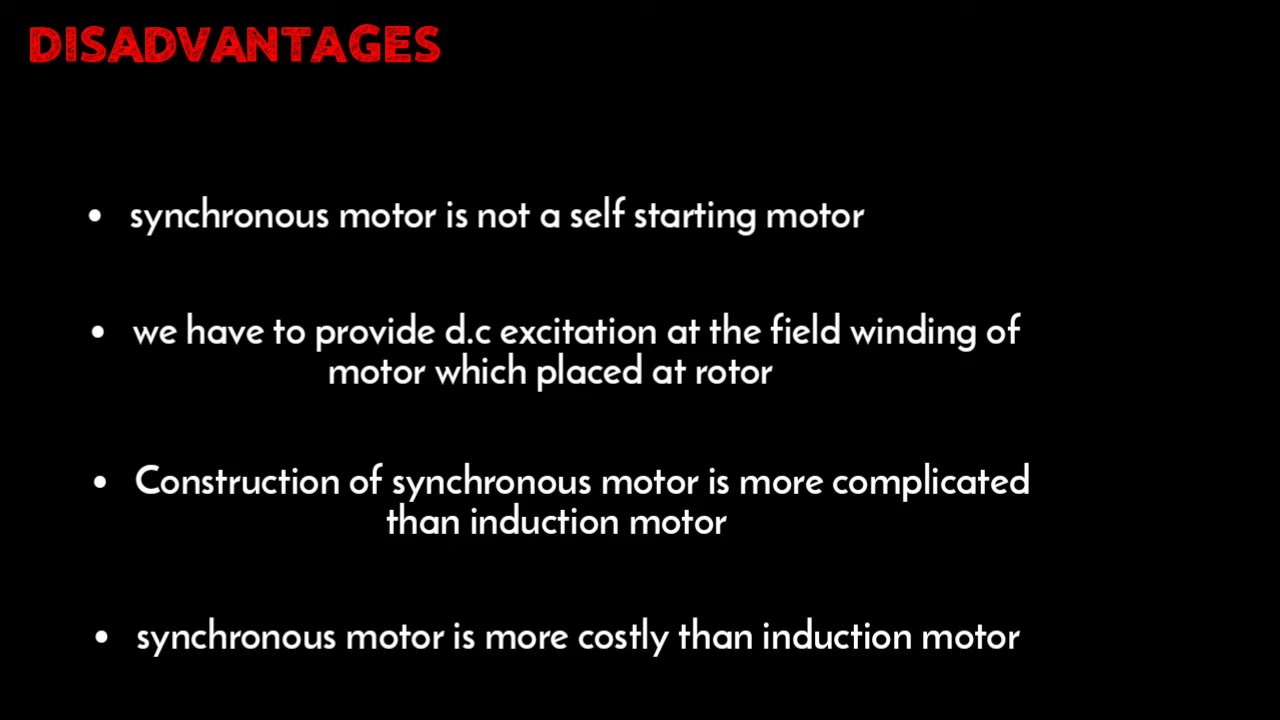 DISADVANTAGES
• synchronous motor is not a self starting motor
• we have to provide d.c excitation at the field winding of
motor which placed at rotor
• Construction of synchronous motor is more complicated
than induction motor
• synchronous motor is more costly than induction motor